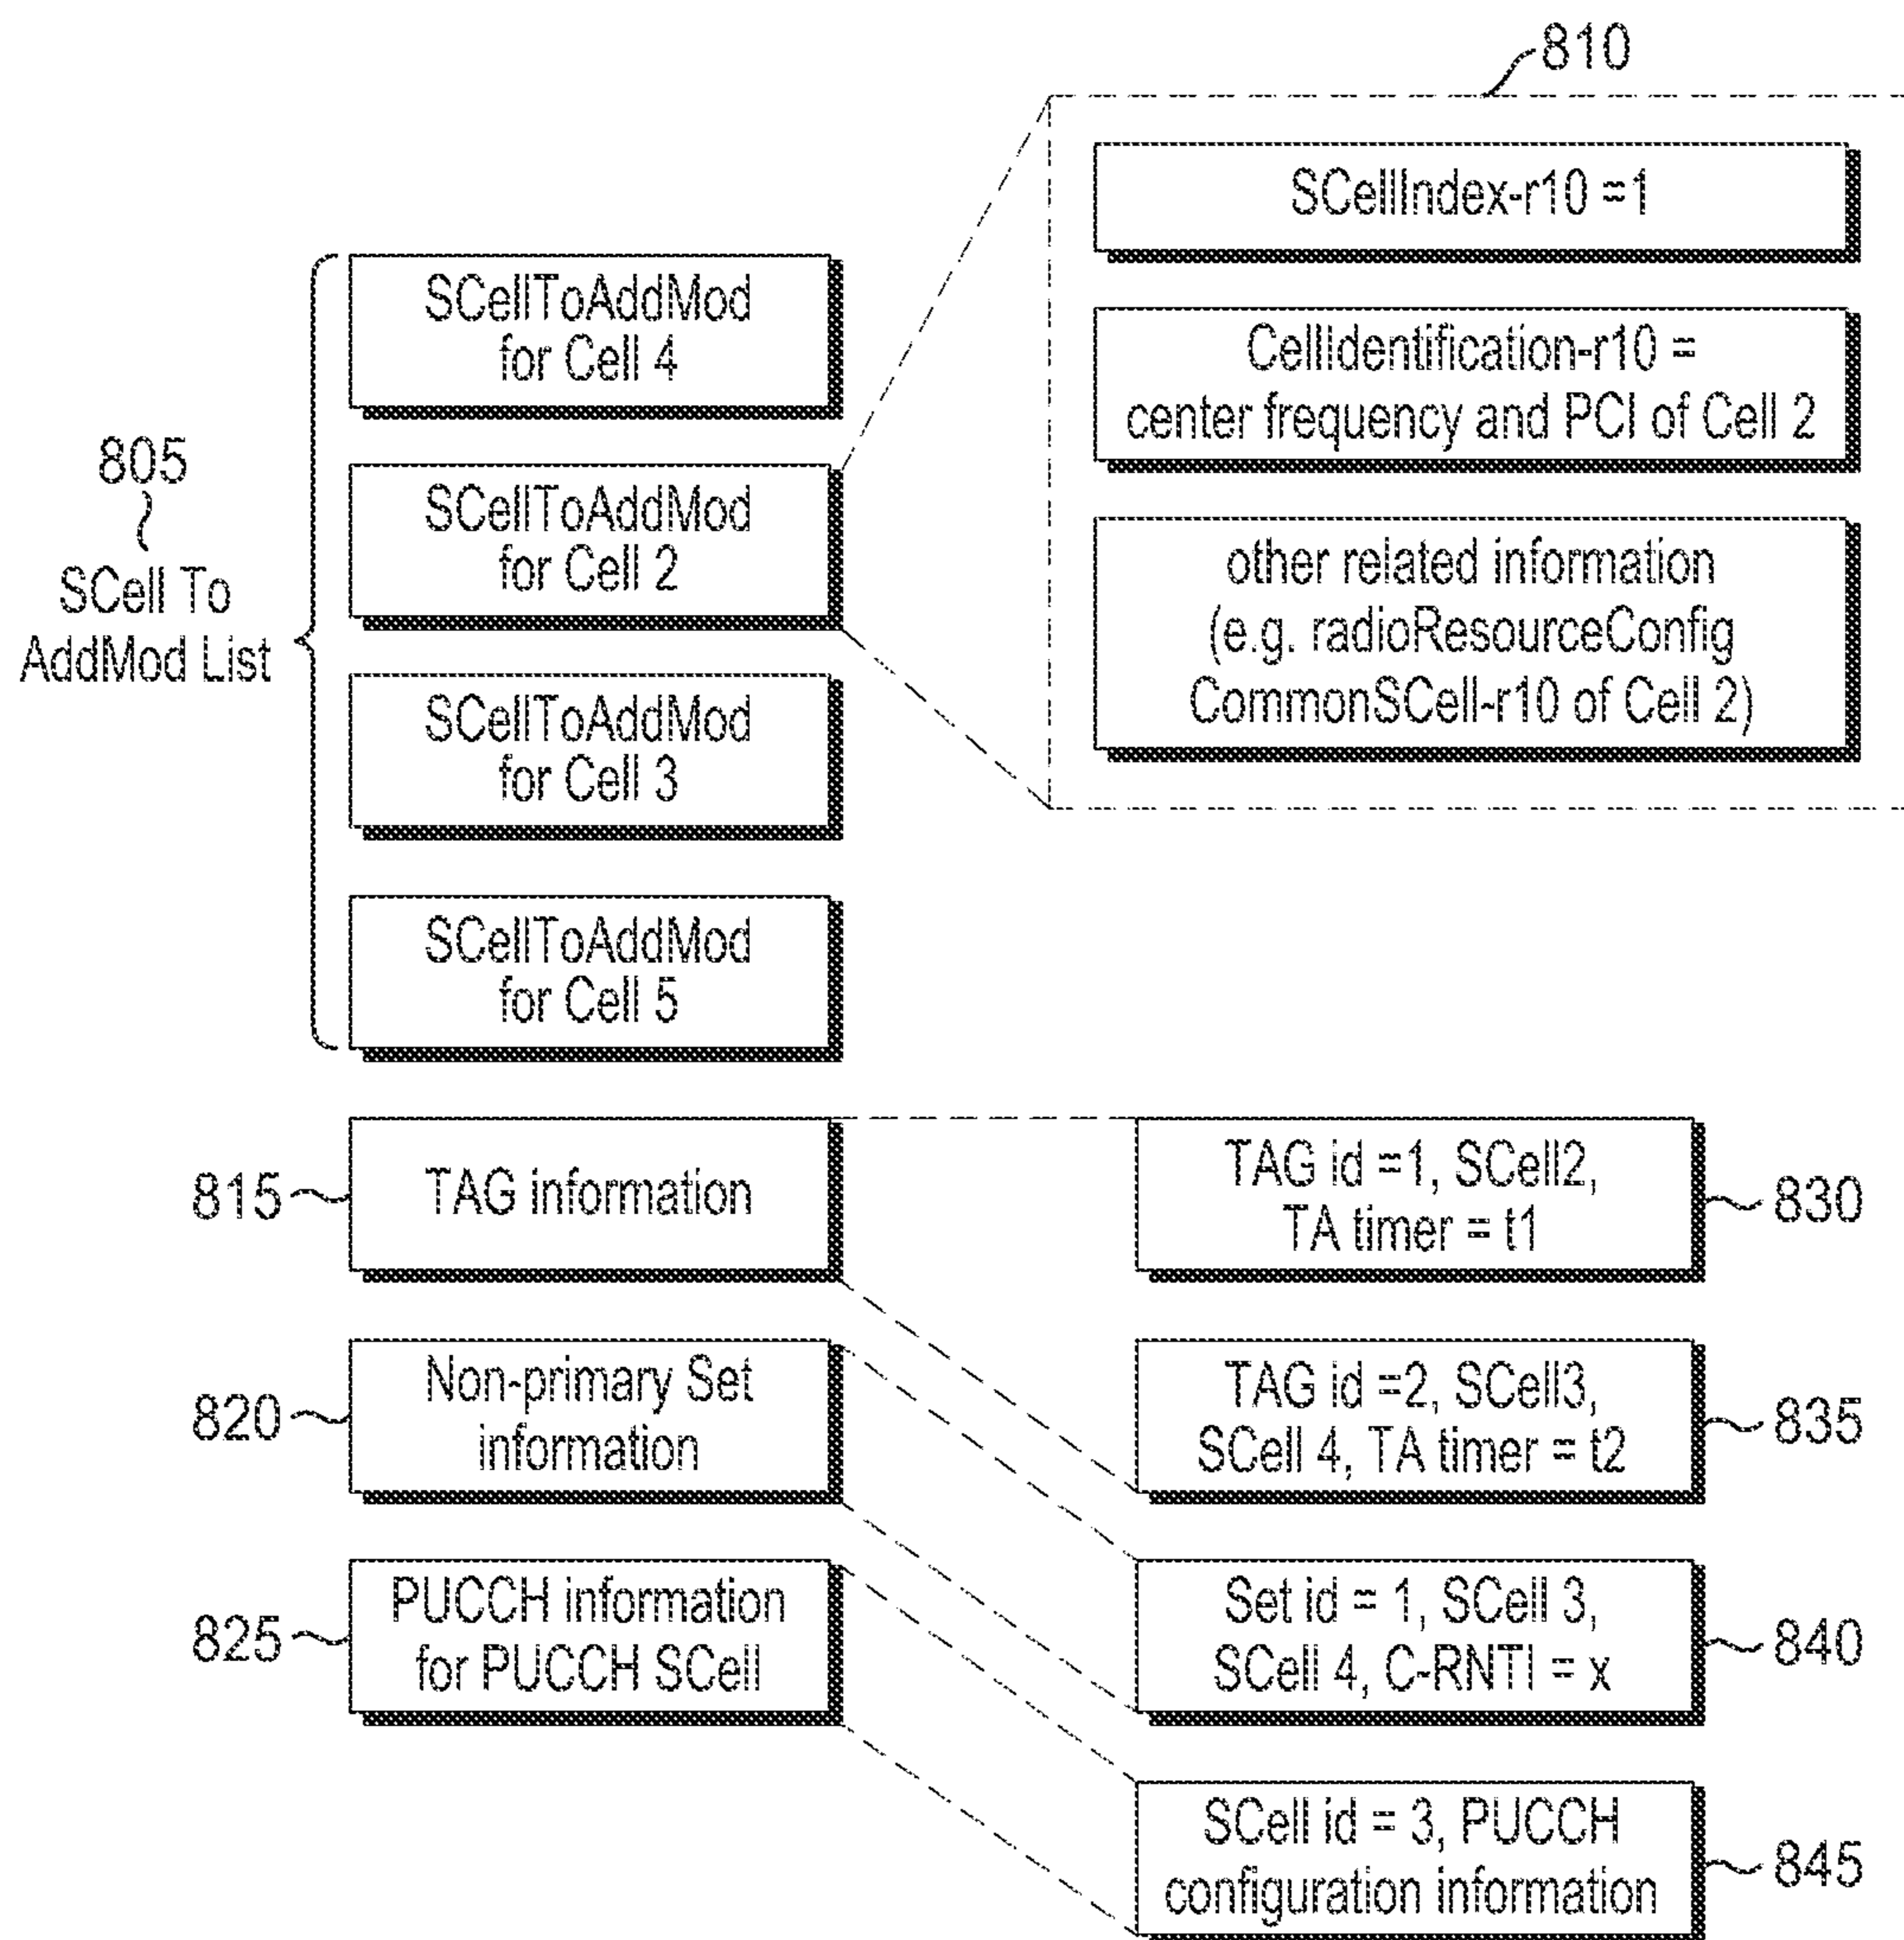 810
SCellIndex-r10 =1
CellIdentification-r10 =
center frequency and PCI of Cell 2
other related information
(e.g. radioResourceConfig
CommonSCell-r10 of Cell 2)
805
SCell To
AddMod List
SCellToAddMod
for Cell 4
SCellToAddMod
for Cell 2
SCellToAddMod
for Cell 3
SCellToAddMod
for Cell 5
815
TAG information
TAG id =1, SCell2,
TA timer = t1
830
820
Non-primary Set
information
TAG id =2, SCell3,
SCell 4, TA timer = t2
835
825
PUCCH information
for PUCCH SCell
Set id = 1, SCell 3,
SCell 4, C-RNTI = x
840
SCell id = 3, PUCCH
configuration information
845